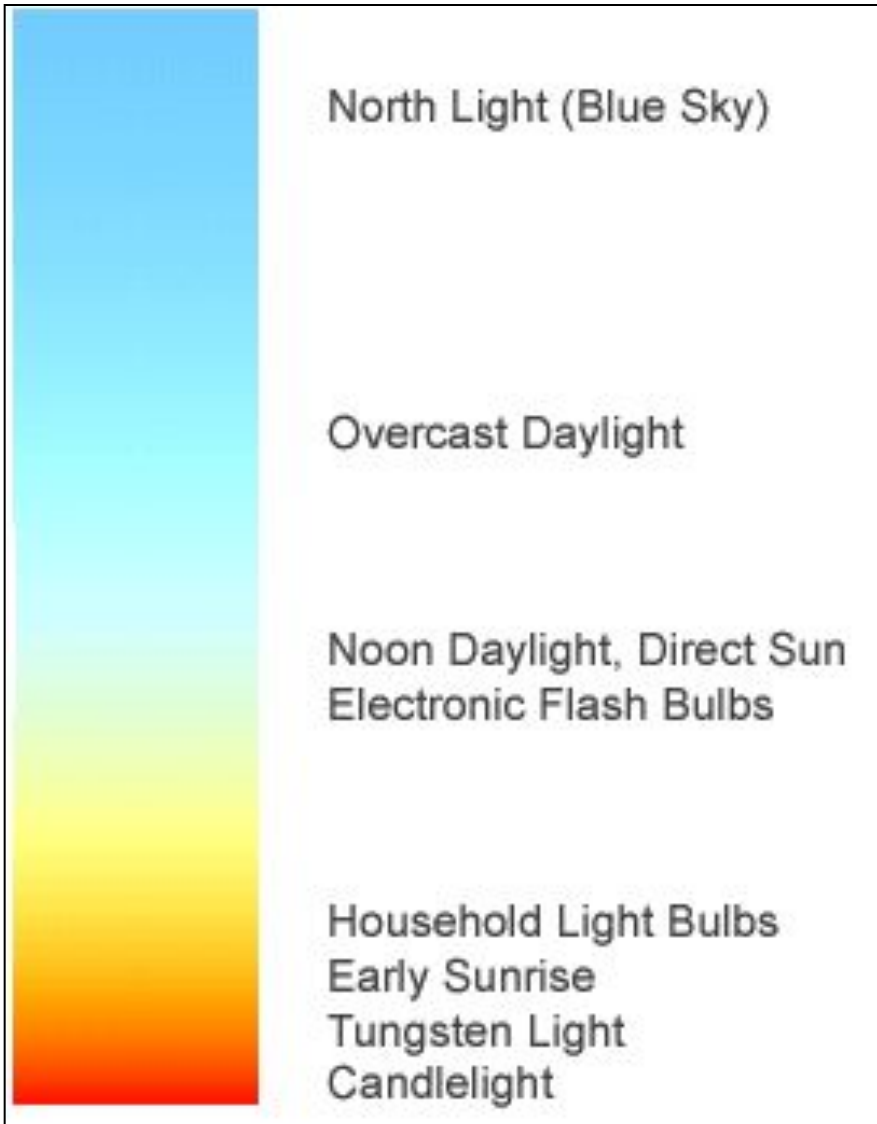 North Light (Blue Sky)
Overcast Daylight
Noon Daylight, Direct Sun
Electronic Flash Bulbs
Household Light Bulbs
Early Sunrise
Tungsten Light
Candlelight